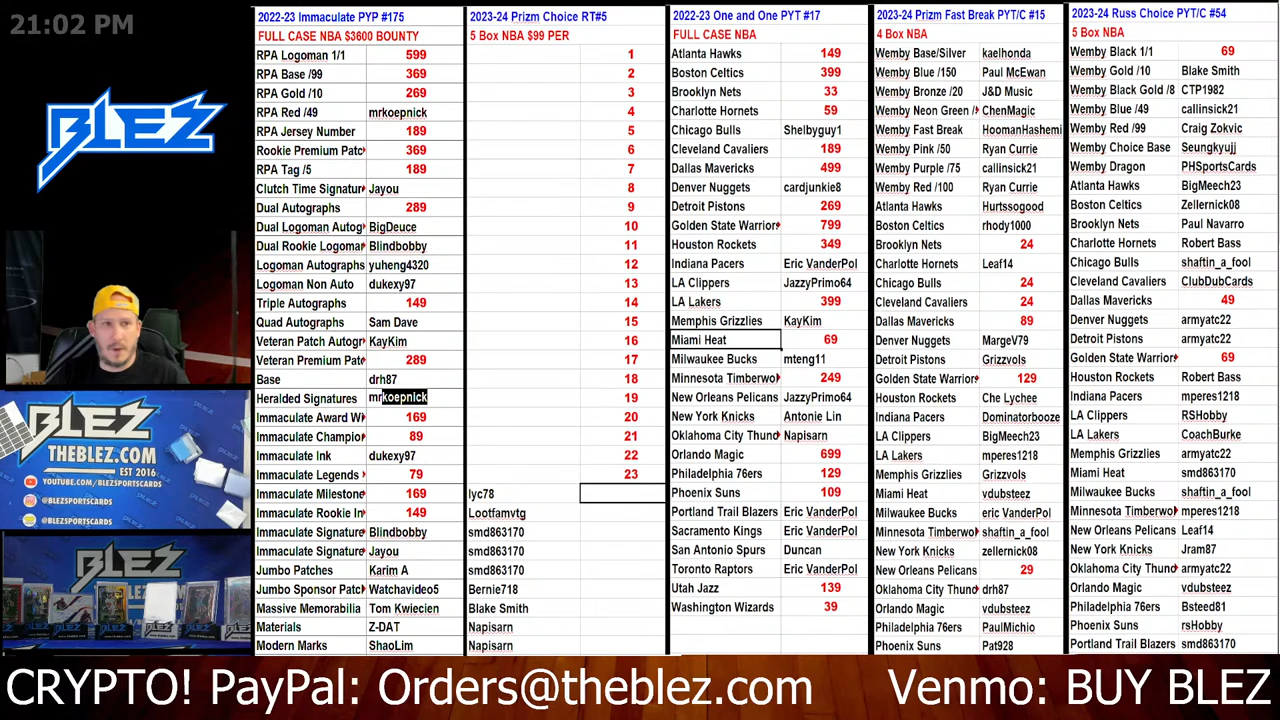 21:02 PM
BLEZ
BLEZ
THEBLEZ.COM
EST 2016
YOUTUBE.COM/BLEZSPORTSCARDS
@BLEZSPORTSCARDS
@BLEZSPORTSCARDS
BLEZ
2022-23 Immaculate PYP #175
FULL CASE NBA $3600 BOUNTY
RPA Logoman 1/1 599
RPA Base /99 369
RPA Gold /10 269
RPA Red /49 mrkoepnick
RPA Jersey Number 189
Rookie Premium Patc 369
RPA Tag /5 189
Clutch Time Signatur Jayou
Dual Autographs 289
Dual Logoman Autog BigDeuce
Dual Rookie Logomar Blindbobby
Logoman Autographs yuheng4320
Logoman Non Auto dukexy97
Triple Autographs 149
Quad Autographs Sam Dave
Veteran Patch Autogr KayKim
Veteran Premium Pat 289
Base drh87
Heralded Signatures mrkoepnick
Immaculate Award W 169
Immaculate Champio 89
Immaculate Ink dukexy97
Immaculate Legends 79
Immaculate Milestone 169
Immaculate Rookie In 149
Immaculate Signature Blindbobby
Immaculate Signature Jayou
Jumbo Patches Karim A
Jumbo Sponsor Patc Watchavideo5
Massive Memorabilia Tom Kwiecien
Materials Z-DAT
Modern Marks ShaoLim
2023-24 Prizm Choice RT#5
5 Box NBA $99 PER
1
2
3
4
5
6
7
8
9
10
11
12
13
14
15
16
17
18
19
20
21
22
23
lyc78
Lootfamvtg
smd863170
smd863170
smd863170
Bernie718
Blake Smith
Napisarn
Napisarn
2022-23 One and One PYT #17
FULL CASE NBA
Atlanta Hawks 149
Boston Celtics 399
Brooklyn Nets 33
Charlotte Hornets 59
Chicago Bulls Shelbyguy1
Cleveland Cavaliers 189
Dallas Mavericks 499
Denver Nuggets cardjunkie8
Detroit Pistons 269
Golden State Warrior 799
Houston Rockets 349
Indiana Pacers Eric VanderPol
LA Clippers JazzyPrimo64
LA Lakers 399
Memphis Grizzlies KayKim
Miami Heat 69
Milwaukee Bucks mteng11
Minnesota Timberwo 249
New Orleans Pelicans JazzyPrimo64
New York Knicks Antonie Lin
Oklahoma City Thund Napisarn
Orlando Magic 699
Philadelphia 76ers 129
Phoenix Suns 109
Portland Trail Blazers Eric VanderPol
Sacramento Kings Eric VanderPol
San Antonio Spurs Duncan
Toronto Raptors Eric VanderPol
Utah Jazz 139
Washington Wizards 39
2023-24 Prizm Fast Break PYT/C #15
4 Box NBA
Wemby Base/Silver kaelhonda
Wemby Blue /150 Paul McEwan
Wemby Bronze /20 J&D Music
Wemby Neon Green / ChenMagic
Wemby Fast Break HoomanHashemi
Wemby Pink /50 Ryan Currie
Wemby Purple /75 callinsick21
Wemby Red /100 Ryan Currie
Atlanta Hawks Hurtssogood
Boston Celtics rhody1000
Brooklyn Nets 24
Charlotte Hornets Leaf14
Chicago Bulls 24
Cleveland Cavaliers 24
Dallas Mavericks 89
Denver Nuggets MargeV79
Detroit Pistons Grizzvols
Golden State Warrior 129
Houston Rockets Che Lychee
Indiana Pacers Dominatorbooze
LA Clippers BigMeech23
LA Lakers mperes1218
Memphis Grizzlies Grizzvols
Miami Heat vdubsteez
Milwaukee Bucks eric VanderPol
Minnesota Timberwo shaftin_a_fool
New York Knicks zellernick08
New Orleans Pelicans 29
Oklahoma City Thund drh87
Orlando Magic vdubsteez
Philadelphia 76ers PaulMichio
Phoenix Suns Pat928
2023-24 Russ Choice PYT/C #54
5 Box NBA
Wemby Black 1/1 69
Wemby Gold /10 Blake Smith
Wemby Black Gold /8 CTP1982
Wemby Blue /49 callinsick21
Wemby Red /99 Craig Zokvic
Wemby Choice Base Seungkyujj
Wemby Dragon PHSportsCards
Atlanta Hawks BigMeech23
Boston Celtics Zellernick08
Brooklyn Nets Paul Navarro
Charlotte Hornets Robert Bass
Chicago Bulls shaftin_a_fool
Cleveland Cavaliers ClubDubCards
Dallas Mavericks 49
Denver Nuggets armyatc22
Detroit Pistons armyatc22
Golden State Warrior 69
Houston Rockets Robert Bass
Indiana Pacers mperes1218
LA Clippers RSHobby
LA Lakers CoachBurke
Memphis Grizzlies armyatc22
Miami Heat smd863170
Milwaukee Bucks shaftin_a_fool
Minnesota Timberwo mperes1218
New Orleans Pelicans Leaf14
New York Knicks Jram87
Oklahoma City Thund armyatc22
Orlando Magic vdubsteez
Philadelphia 76ers Bsteed81
Phoenix Suns rsHobby
Portland Trail Blazers smd863170
CRYPTO! PayPal: Orders@theblez.com Venmo: BUY BLEZ